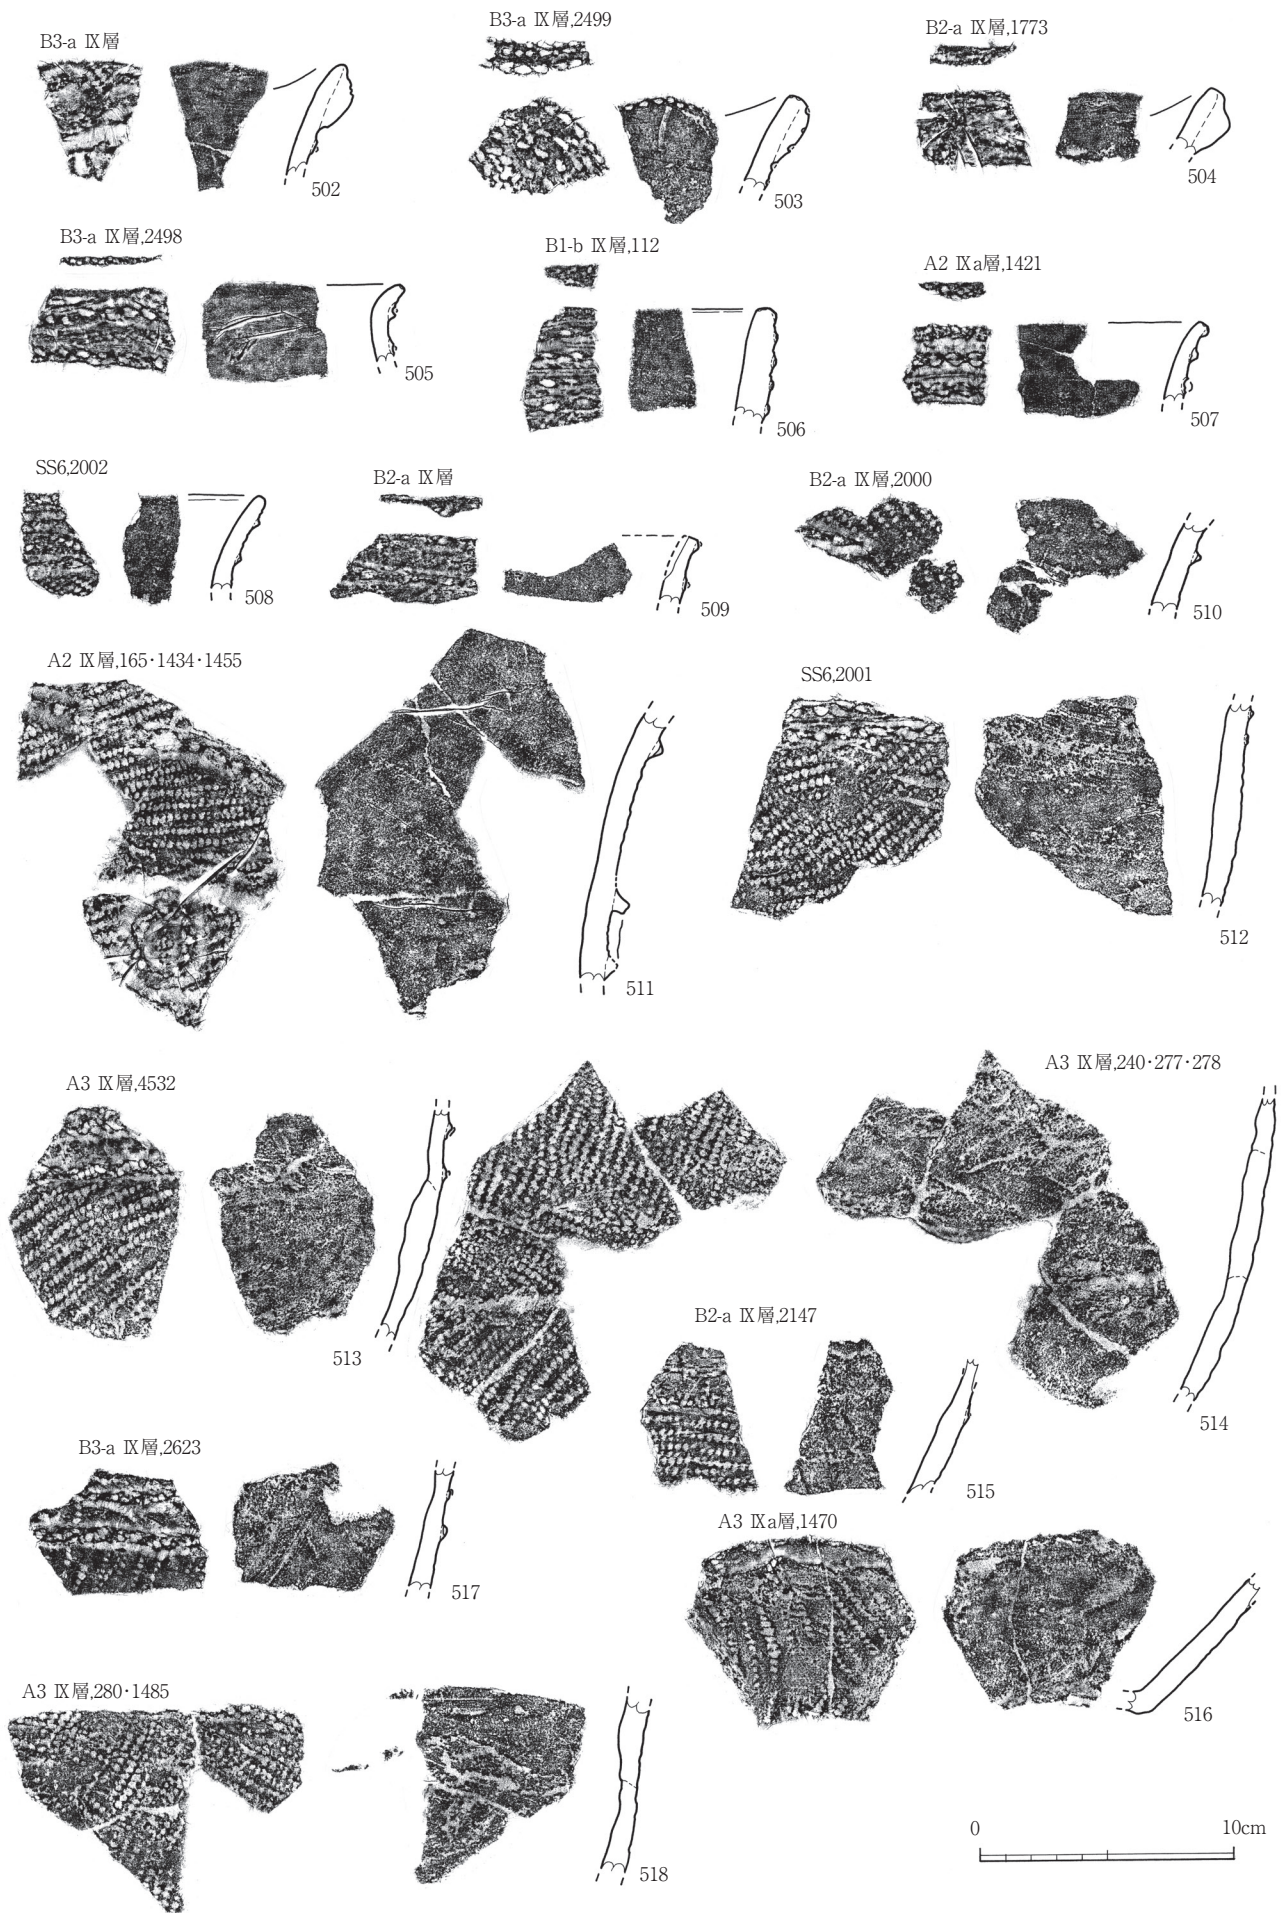 B3-a Ⅸ層
502
B3-a Ⅸ層,2499
503
B2-a Ⅸ層,1773
504
B3-a Ⅸ層,2498
505
B1-b Ⅸ層,112
506
A2 Ⅸa層,1421
507
SS6,2002
508
B2-a Ⅸ層
509
B2-a Ⅸ層,2000
510
A2 Ⅸ層,165・1434・1455
511
SS6,2001
512
A3 Ⅸ層,4532
513
A3 Ⅸ層,240・277・278
514
B2-a Ⅸ層,2147
515
B3-a Ⅸ層,2623
517
A3 Ⅸa層,1470
516
A3 Ⅸ層,280・1485
518
0 10cm